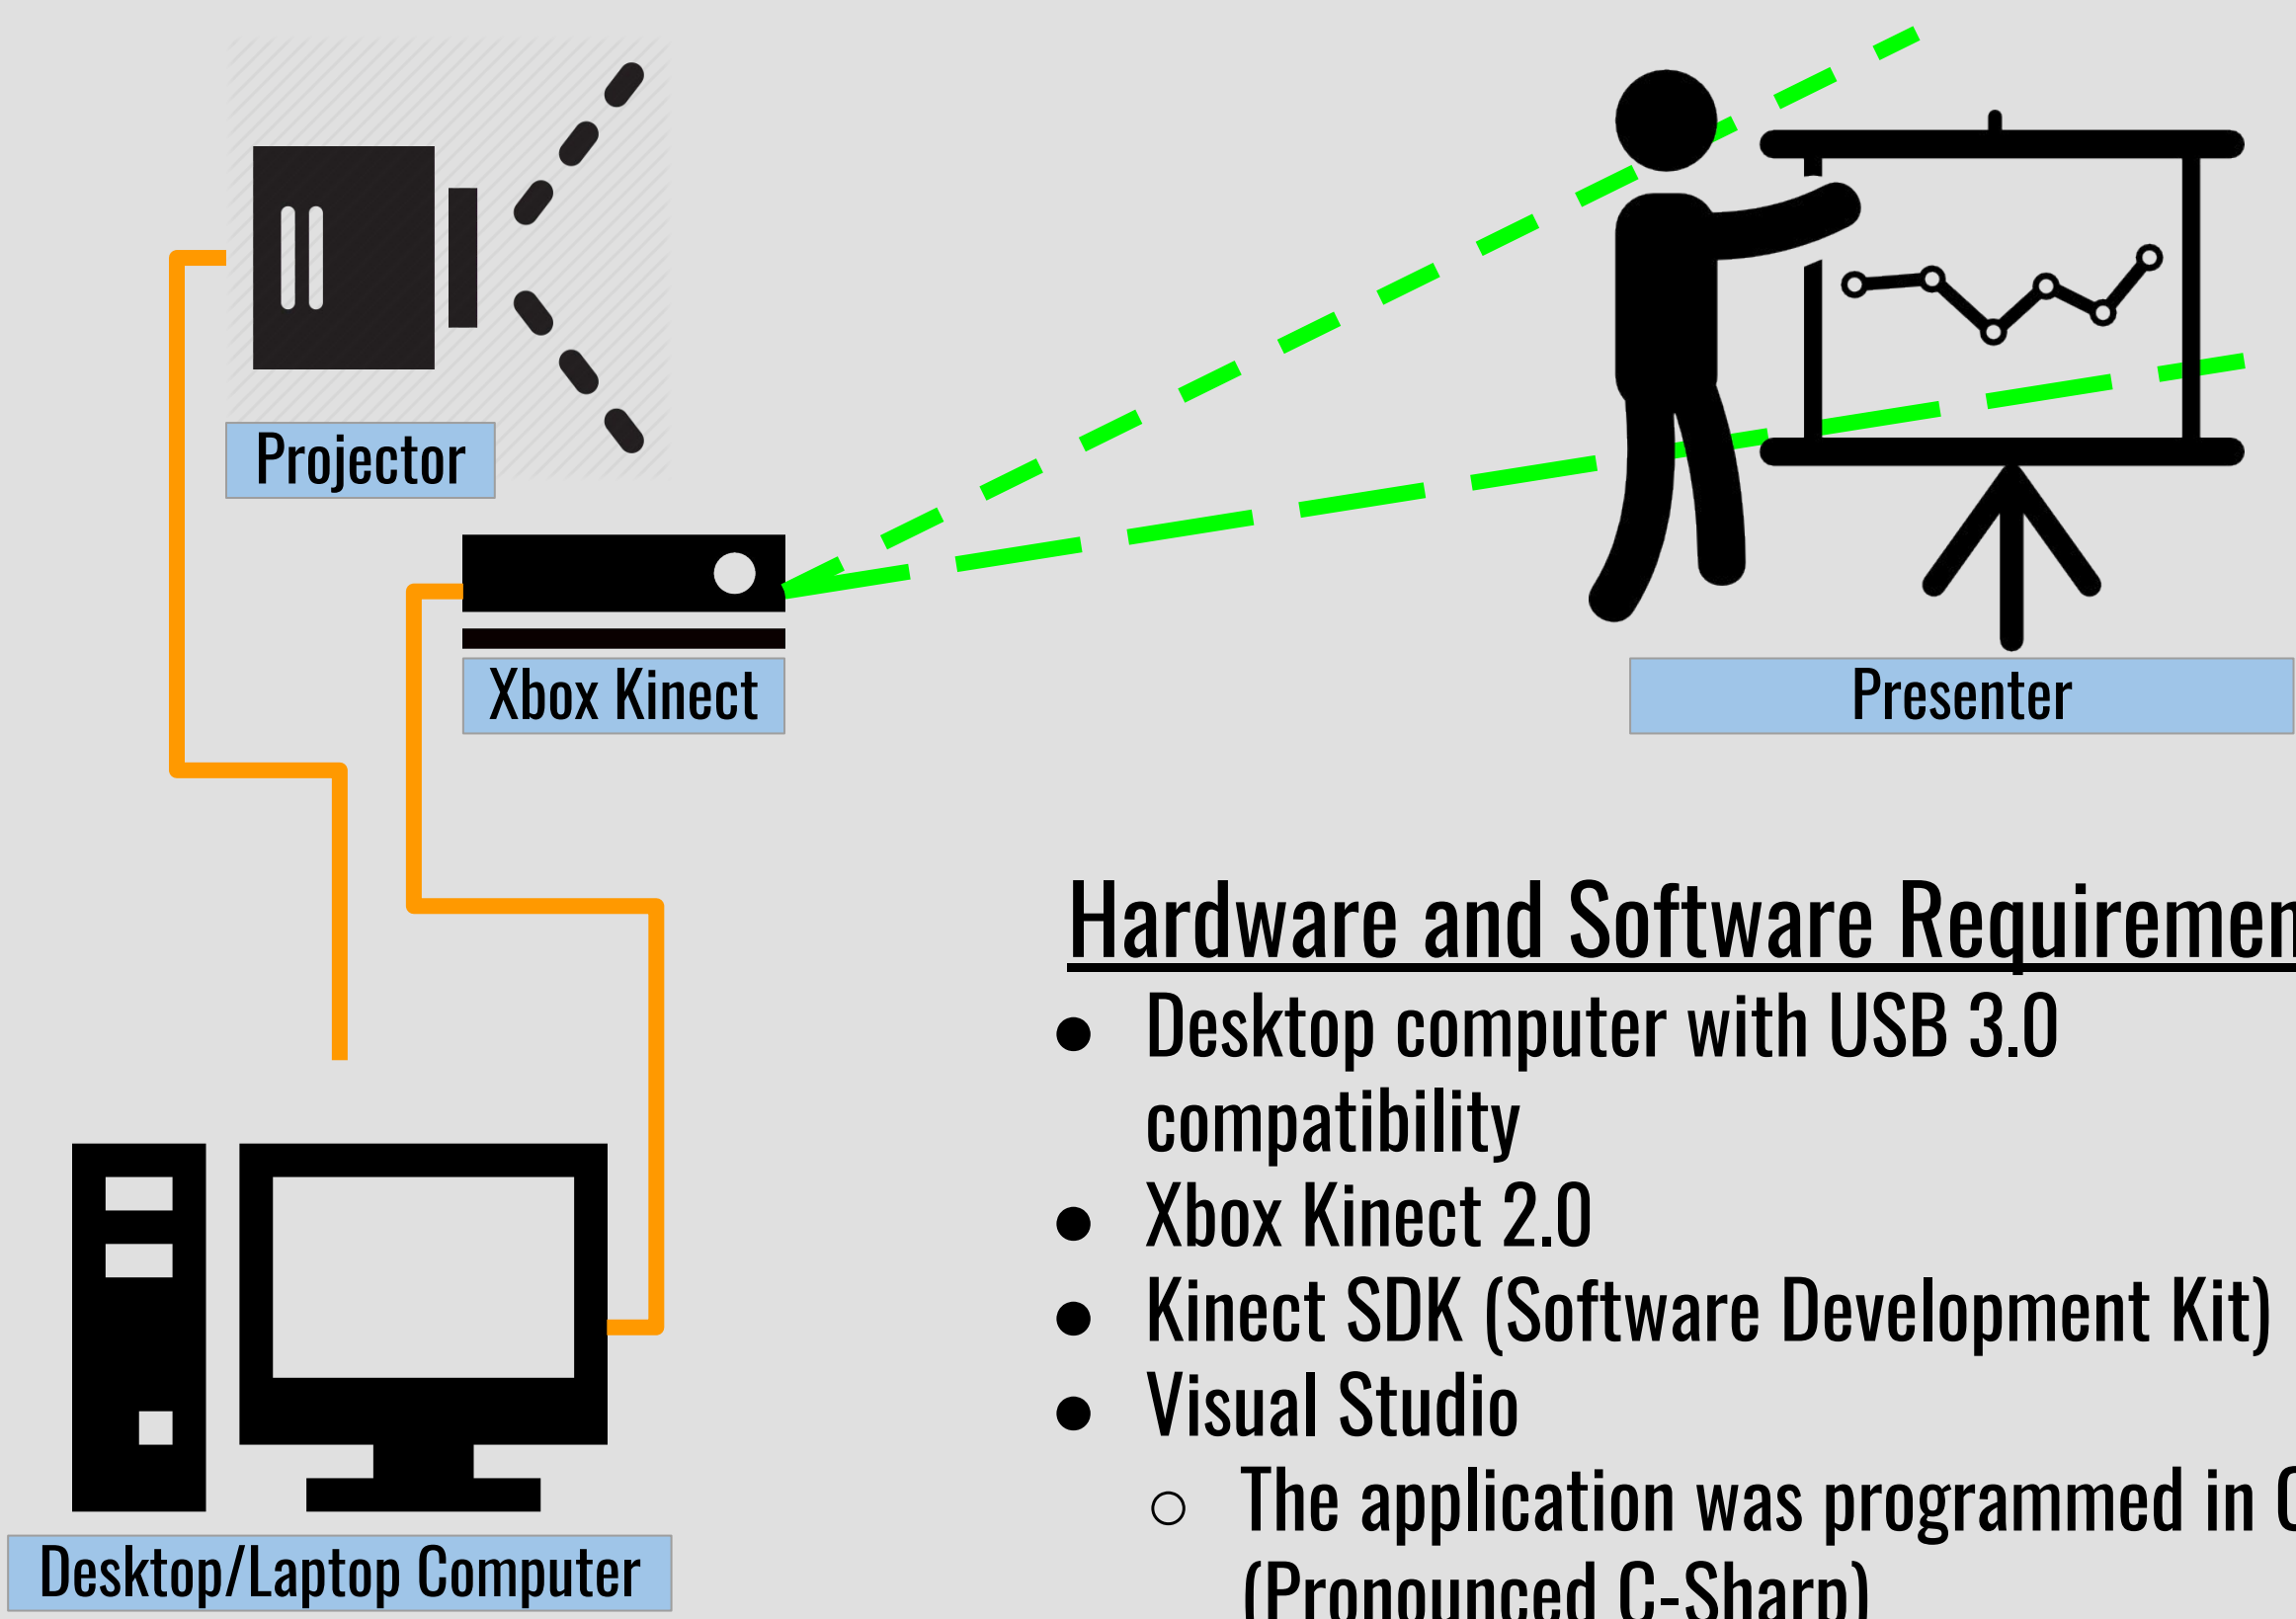 Projector
Xbox Kinect
Presenter
Hardware and Software Requiremen
● Desktop computer with USB 3.0
compatibility
● Xbox Kinect 2.0
● Kinect SDK (Software Development Kit)
● Visual Studio
○ The application was programmed in C
(Pronounced C-Sharp)
Desktop/Laptop Computer